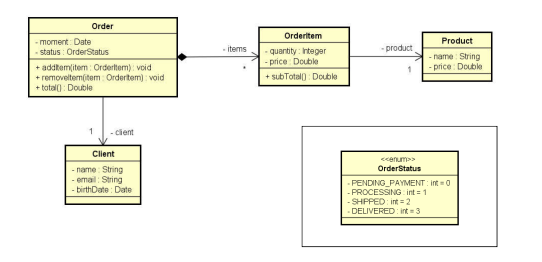 Order
- moment : Date
- status : OrderStatus
+ addItem(item : OrderItem) : void
+ removeItem(item : OrderItem) : void
+ total() : Double
- items
*
OrderItem
- quantity : Integer
- price : Double
+ subTotal() : Double
- product
1
Product
- name : String
- price : Double
1
- client
Client
- name : String
- email : String
- birthDate : Date
<<enum>>
OrderStatus
- PENDING_PAYMENT : int = 0
- PROCESSING : int = 1
- SHIPPED : int = 2
- DELIVERED : int = 3